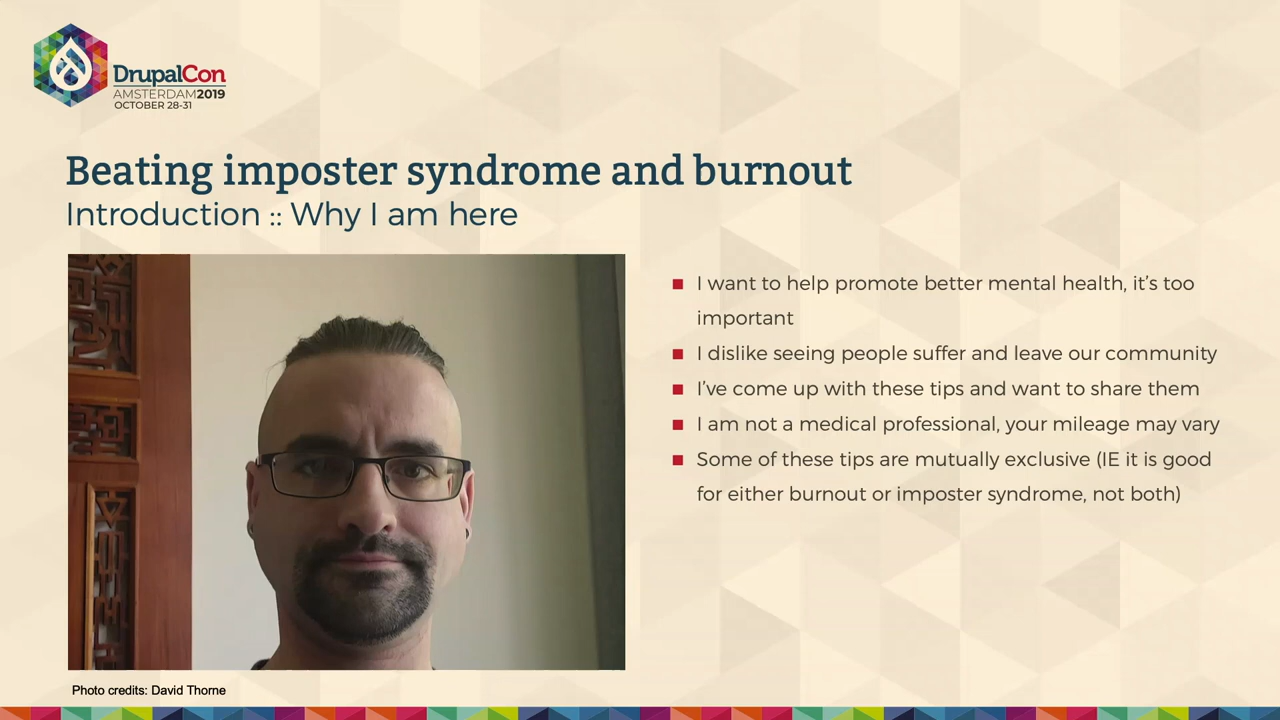 DrupalCon
AMSTERDAM2019
OCTOBER 28-31
Beating imposter syndrome and burnout
Introduction :: Why I am here
I want to help promote better mental health, it’s too
important
I dislike seeing people suffer and leave our community
I’ve come up with these tips and want to share them
I am not a medical professional, your mileage may vary
Some of these tips are mutually exclusive (IE it is good
for either burnout or imposter syndrome, not both)
Photo credits: David Thorne